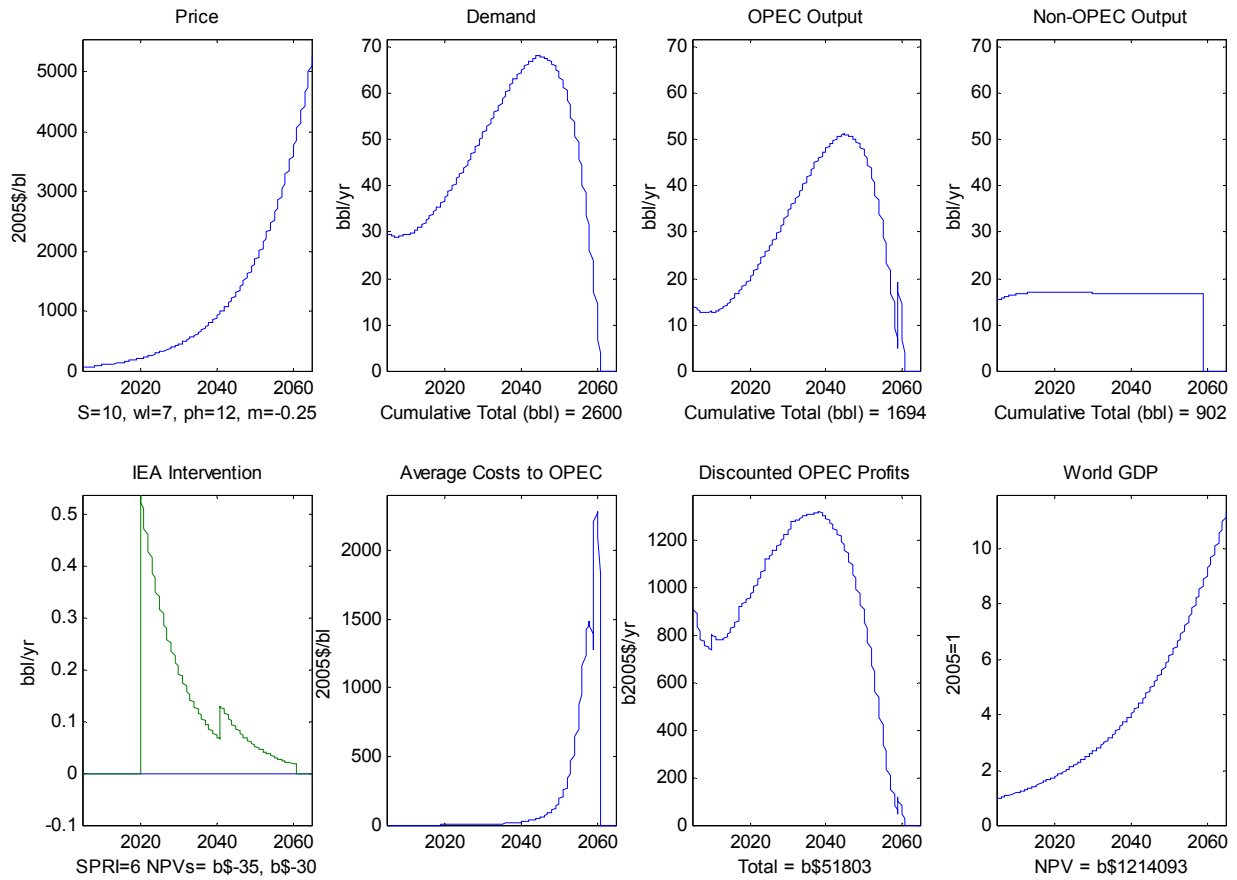 Price
Demand
OPEC Output
Non-OPEC Output
5000
4000
3000
2000
1000
0
2005$/bl
2020 2040 2060
S=10, wl=7, ph=12, m=-0.25
70
60
50
40
30
20
10
0
bbl/yr
2020 2040 2060
Cumulative Total (bbl) = 2600
70
60
50
40
30
20
10
0
bbl/yr
2020 2040 2060
Cumulative Total (bbl) = 1694
70
60
50
40
30
20
10
0
bbl/yr
2020 2040 2060
Cumulative Total (bbl) = 902
IEA Intervention
Average Costs to OPEC
Discounted OPEC Profits
World GDP
0.5
0.4
0.3
0.2
0.1
0
-0.1
bbl/yr
2020 2040 2060
SPRI=6 NPVs= b$-35, b$-30
2000
1500
1000
500
0
2005$/bl
2020 2040 2060
1200
1000
800
600
400
200
0
b2005$/yr
2020 2040 2060
Total = b$51803
10
8
6
4
2
0
2005=1
2020 2040 2060
NPV = b$1214093